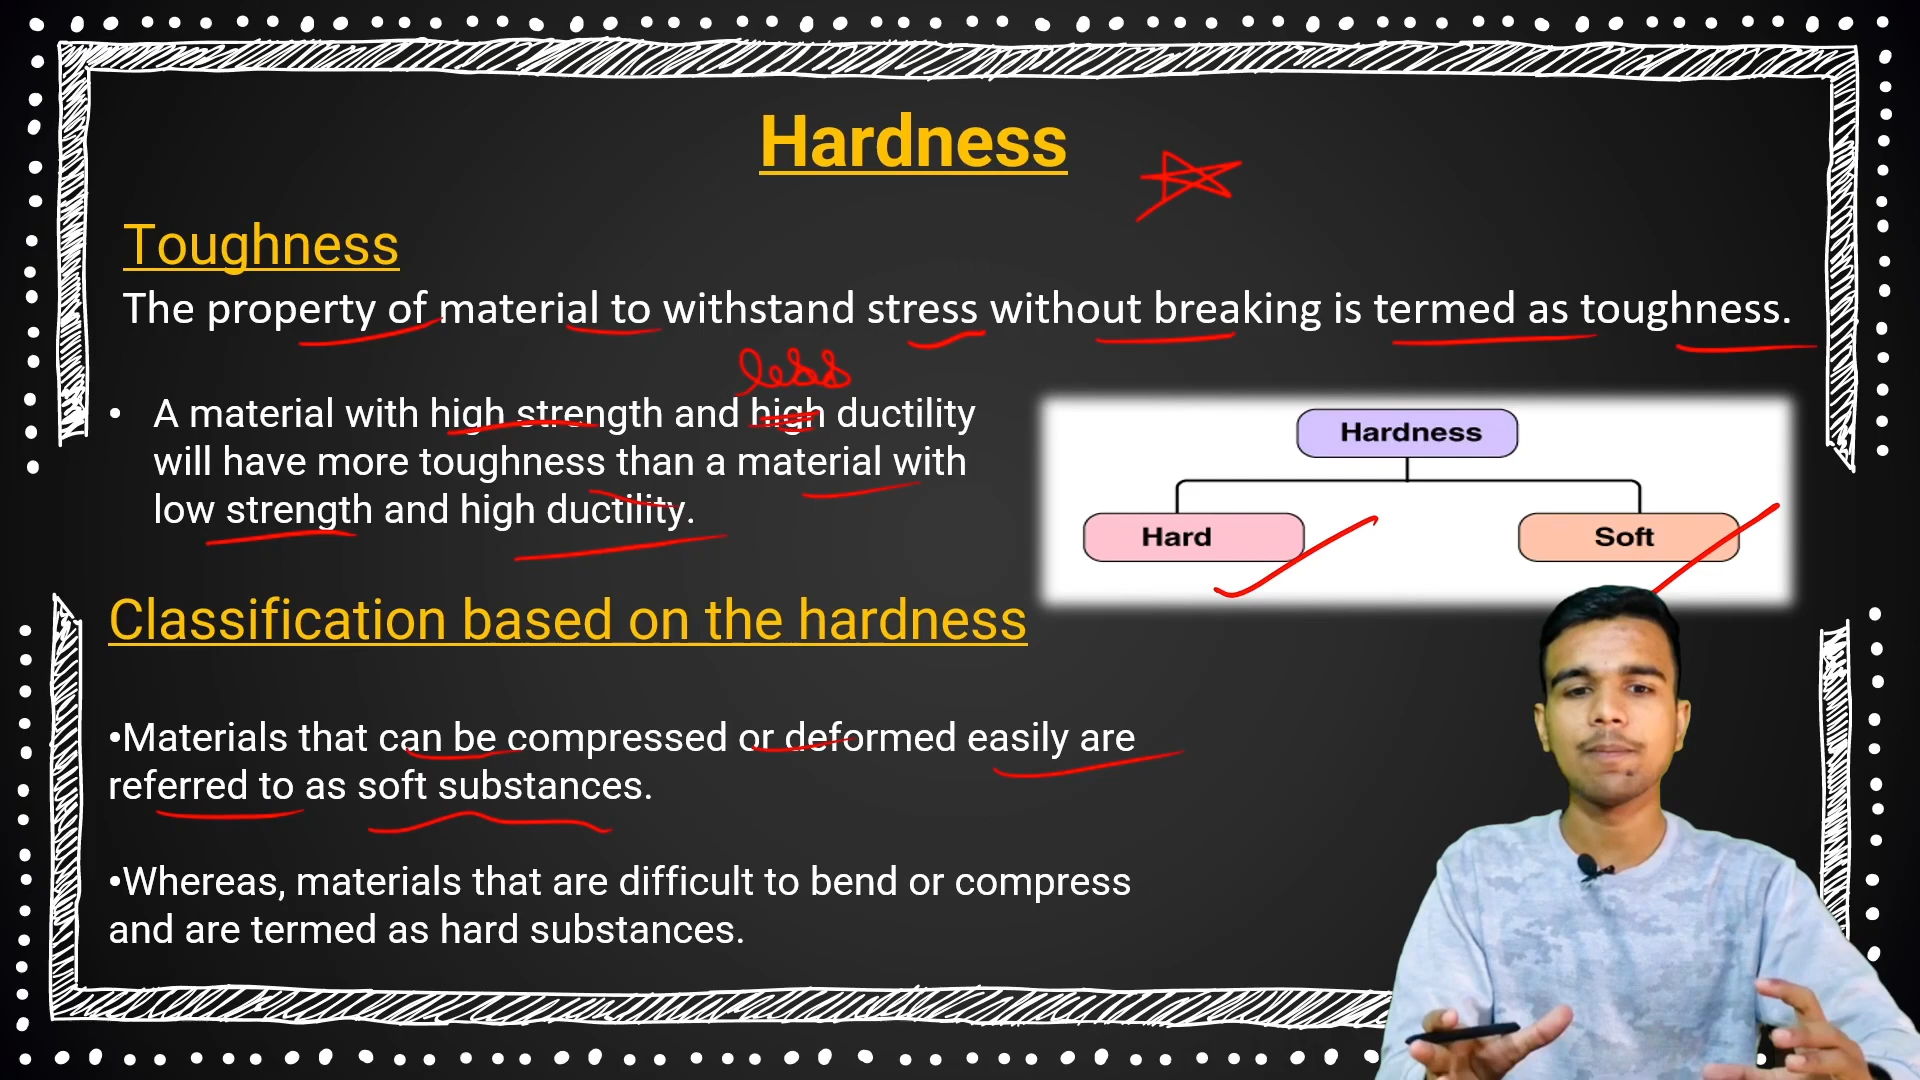 Hardness
Toughness
The property of material to withstand stress without breaking is termed as toughness.
less
• A material with high strength and high ductility
will have more toughness than a material with
low strength and high ductility.
Hardness
Hard
Soft
Classification based on the hardness
•Materials that can be compressed or deformed easily are
referred to as soft substances.
•Whereas, materials that are difficult to bend or compress
and are termed as hard substances.